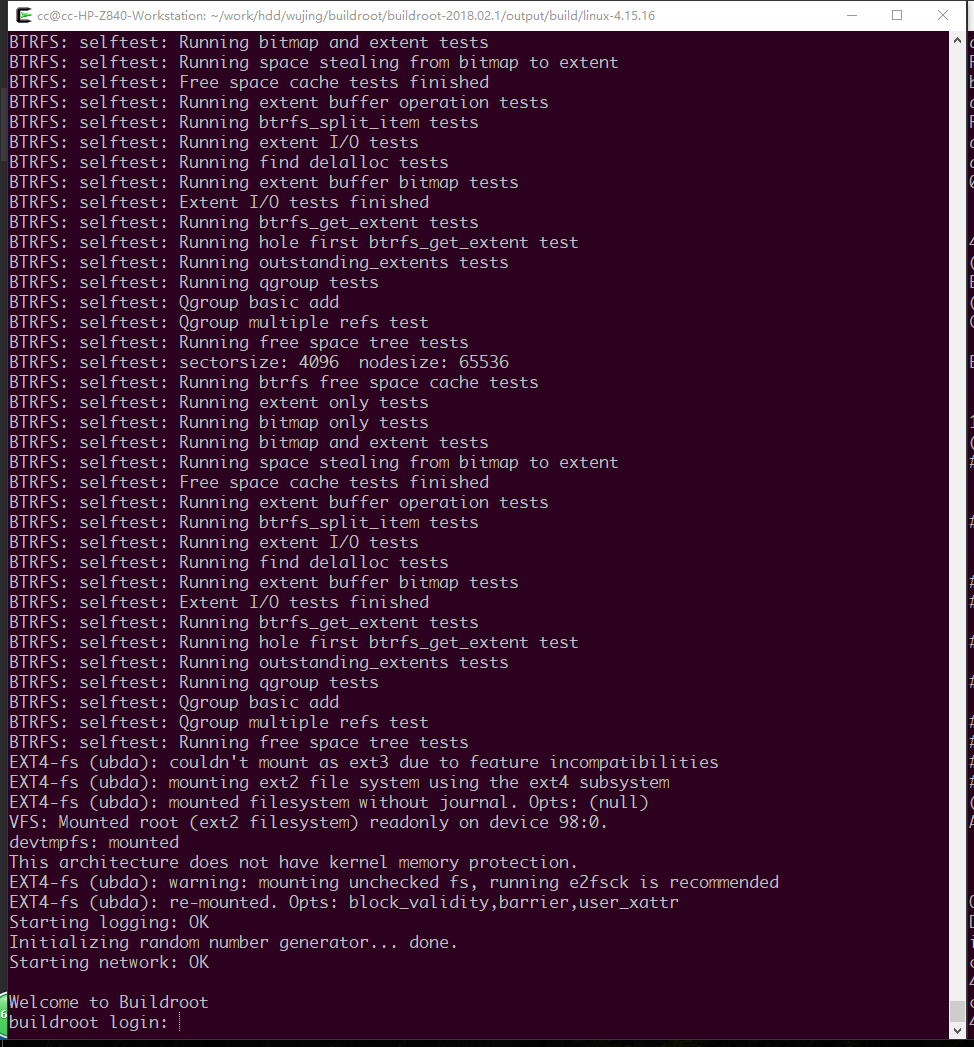 cc@cc-HP-Z840-Workstation: ~/work/hdd/wujing/buildroot/buildroot-2018.02.1/output/build/linux-4.15.16
BTRFS: selftest: Running bitmap and extent tests
BTRFS: selftest: Running space stealing from bitmap to extent
BTRFS: selftest: Free space cache tests finished
BTRFS: selftest: Running extent buffer operation tests
BTRFS: selftest: Running btrfs_split_item tests
BTRFS: selftest: Running extent I/O tests
BTRFS: selftest: Running find delalloc tests
BTRFS: selftest: Running extent buffer bitmap tests
BTRFS: selftest: Extent I/O tests finished
BTRFS: selftest: Running btrfs_get_extent tests
BTRFS: selftest: Running hole first btrfs_get_extent test
BTRFS: selftest: Running outstanding_extents tests
BTRFS: selftest: Running qgroup tests
BTRFS: selftest: Qgroup basic add
BTRFS: selftest: Qgroup multiple refs test
BTRFS: selftest: Running free space tree tests
BTRFS: selftest: sectorsize: 4096  nodesize: 65536
BTRFS: selftest: Running btrfs free space cache tests
BTRFS: selftest: Running extent only tests
BTRFS: selftest: Running bitmap only tests
BTRFS: selftest: Running bitmap and extent tests
BTRFS: selftest: Running space stealing from bitmap to extent
BTRFS: selftest: Free space cache tests finished
BTRFS: selftest: Running extent buffer operation tests
BTRFS: selftest: Running btrfs_split_item tests
BTRFS: selftest: Running extent I/O tests
BTRFS: selftest: Running find delalloc tests
BTRFS: selftest: Running extent buffer bitmap tests
BTRFS: selftest: Extent I/O tests finished
BTRFS: selftest: Running btrfs_get_extent tests
BTRFS: selftest: Running hole first btrfs_get_extent test
BTRFS: selftest: Running outstanding_extents tests
BTRFS: selftest: Running qgroup tests
BTRFS: selftest: Qgroup basic add
BTRFS: selftest: Qgroup multiple refs test
BTRFS: selftest: Running free space tree tests
EXT4-fs (ubda): couldn't mount as ext3 due to feature incompatibilities
EXT4-fs (ubda): mounting ext2 file system using the ext4 subsystem
EXT4-fs (ubda): mounted filesystem without journal. Opts: (null)
VFS: Mounted root (ext2 filesystem) readonly on device 98:0.
devtmpfs: mounted
This architecture does not have kernel memory protection.
EXT4-fs (ubda): warning: mounting unchecked fs, running e2fsck is recommended
EXT4-fs (ubda): re-mounted. Opts: block_validity,barrier,user_xattr
Starting logging: OK
Initializing random number generator... done.
Starting network: OK
Welcome to Buildroot
buildroot login: